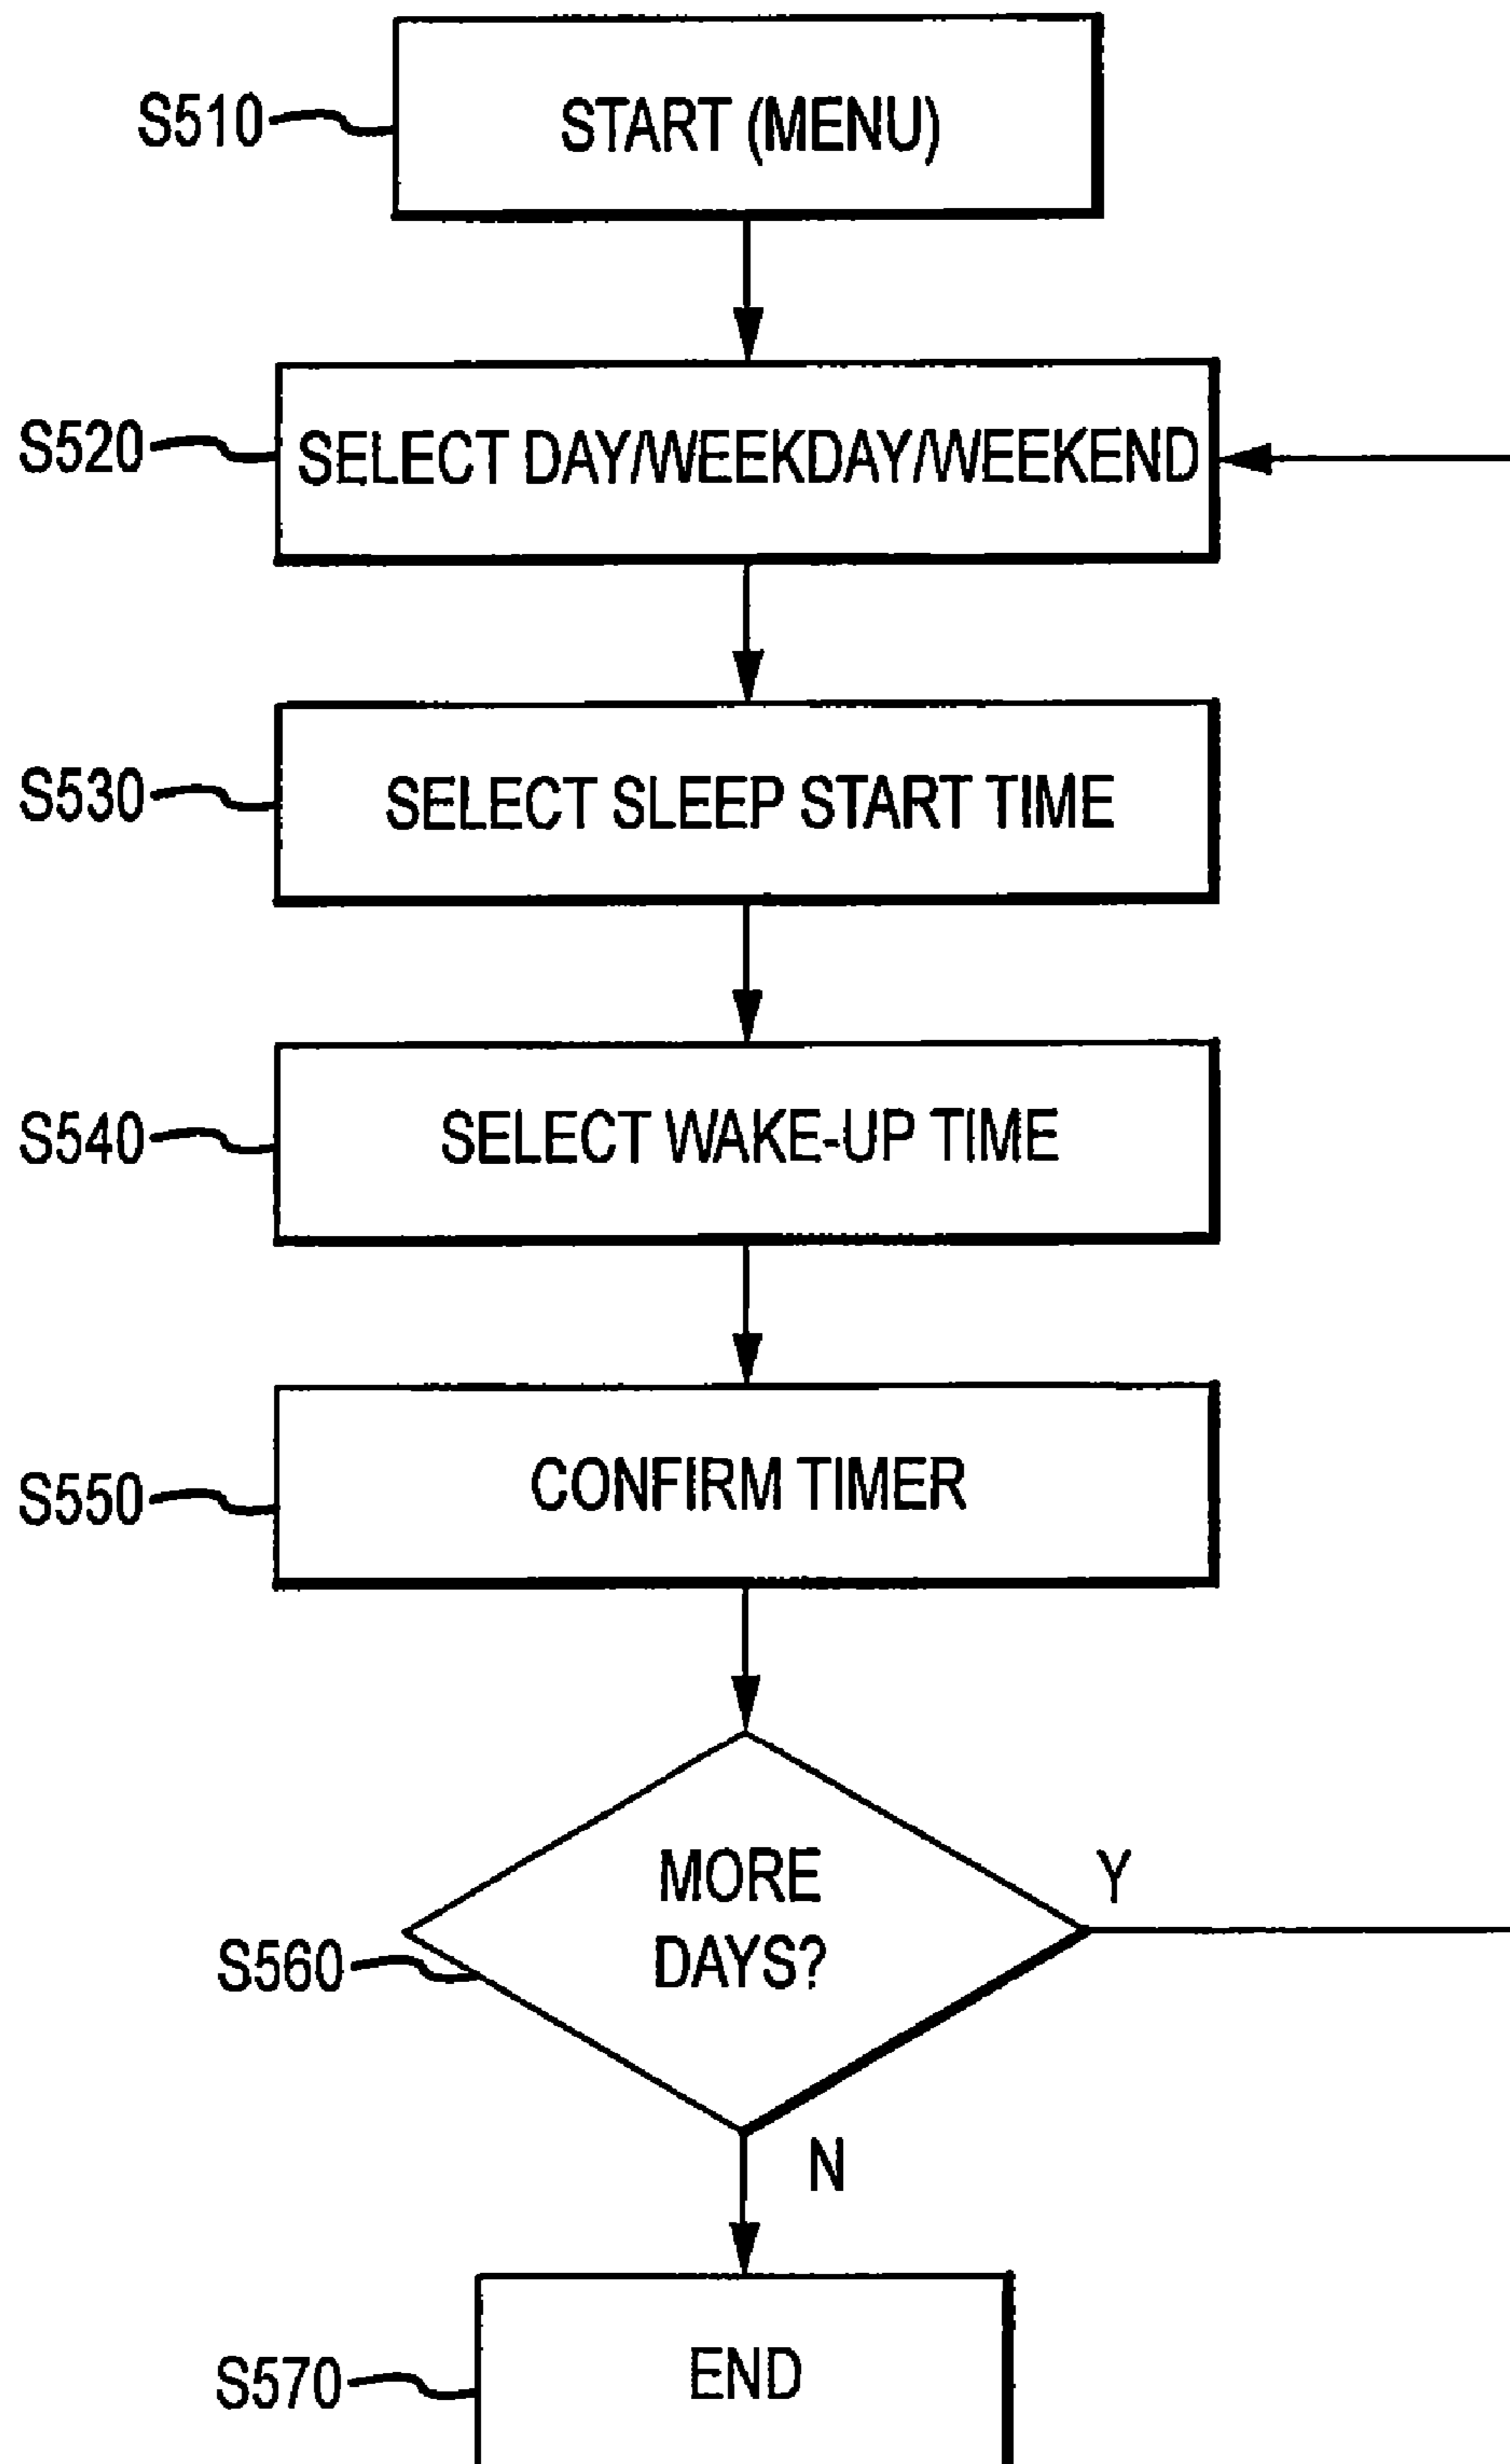 S510
START (MENU)
S520
SELECT DAY/WEEKDAY/WEEKEND
S530
SELECT SLEEP START TIME
S540
SELECT WAKE-UP TIME
S550
CONFIRM TIMER
MORE
DAYS?
Y
S560
N
S570
END